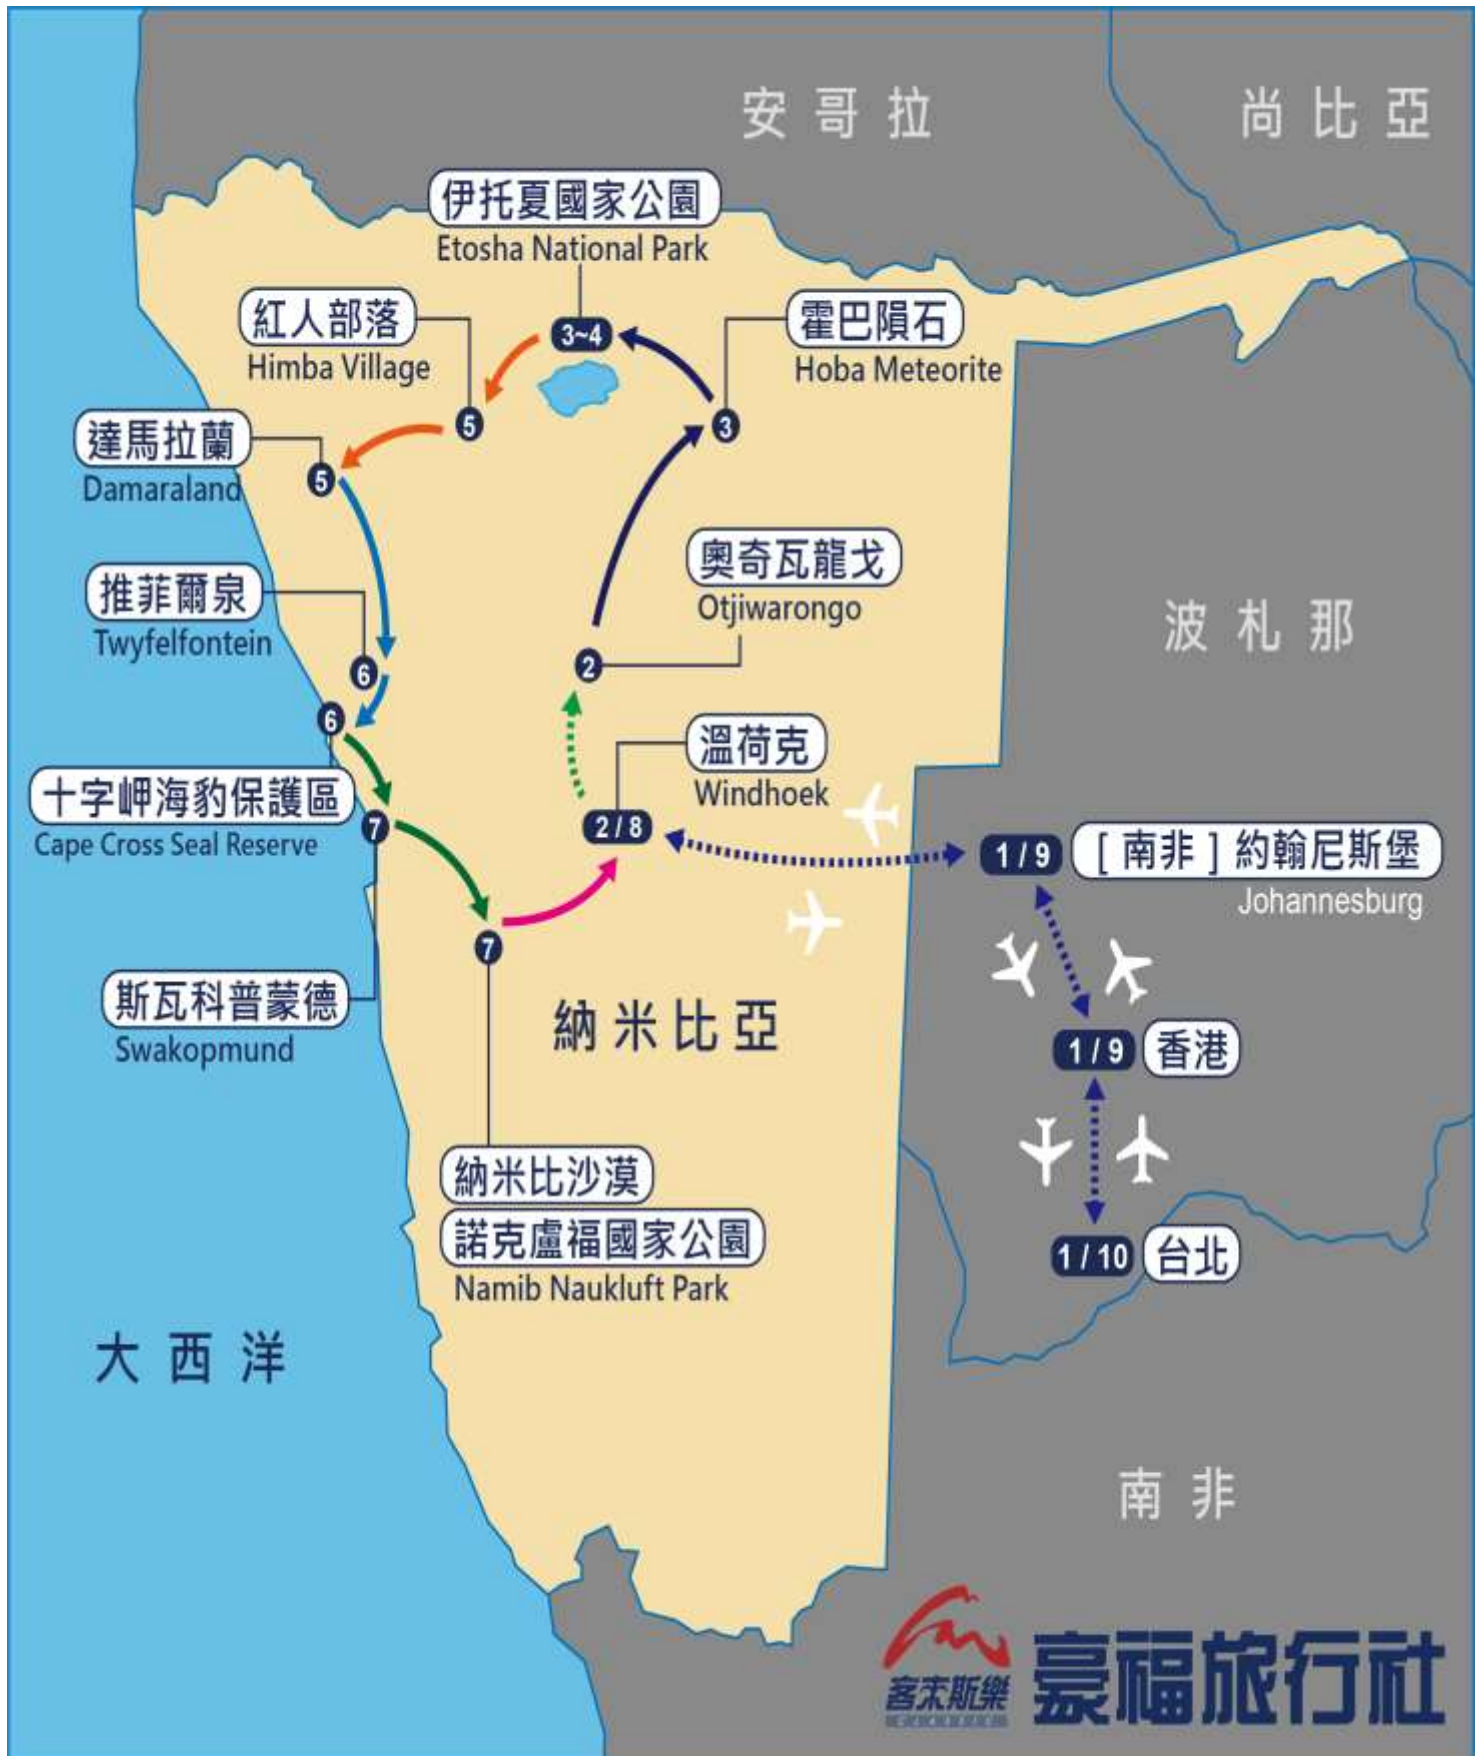 安哥拉
尚比亞
伊托夏國家公園
Etosha National Park
3~4
紅人部落
Himba Village
霍巴隕石
Hoba Meteorite
5
3
達馬拉蘭
Damaraland
5
奧奇瓦龍戈
Otjiwarongo
推菲爾泉
Twyfelfontein
波札那
2
6
6
溫荷克
Windhoek
十字岬海豹保護區
Cape Cross Seal Reserve
7
2 / 8
1 / 9
[ 南非 ] 約翰尼斯堡
Johannesburg
7
斯瓦科普蒙德
Swakopmund
納米比亞
1 / 9
香港
納米比沙漠
諾克盧福國家公園
Namib Naukluft Park
1 / 10
台北
大西洋
南非
客來斯樂
豪福旅行社